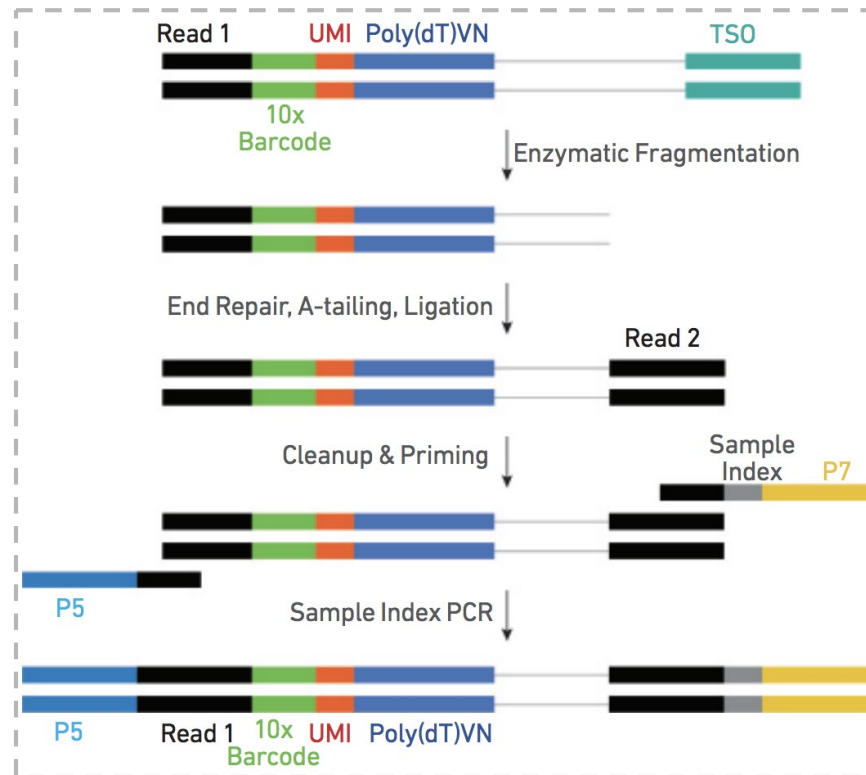 Read 1 UMI Poly(dT)VN TSO
10x
Barcode
Enzymatic Fragmentation
End Repair, A-tailing, Ligation
Read 2
Cleanup & Priming
Sample
Index P7
P5
Sample Index PCR
P5 Read 1 10x UMI Poly(dT)VN
Barcode